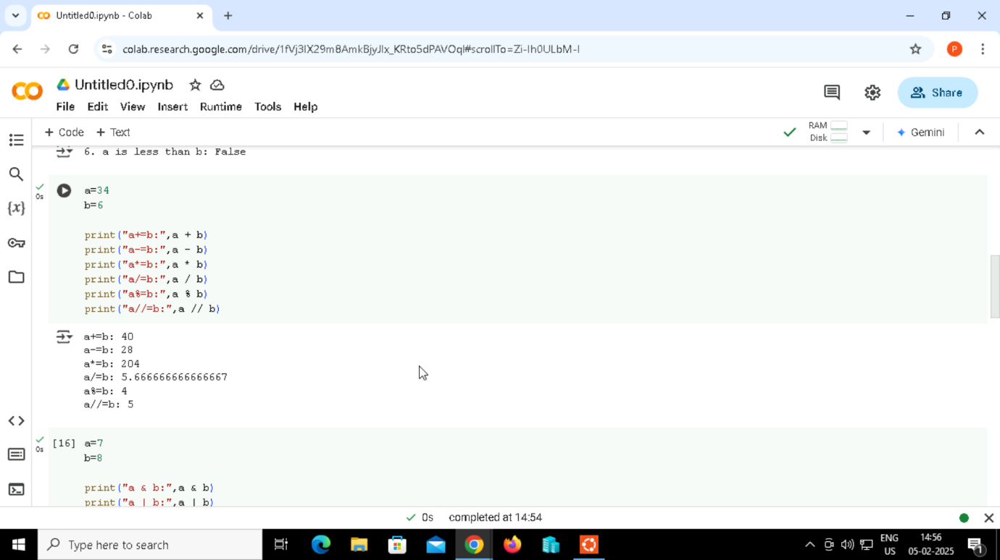 Untitled0.ipynb - Colab
colab.research.google.com/drive/1fVj3lX29m8AmkBjyJlx_KRto5dPAVOql#scrollTo=Zi-Ih0ULbM-I
P
CO
Untitled0.ipynb
Share
File Edit View Insert Runtime Tools Help
+ Code + Text
RAM
Disk
Gemini
6. a is less than b: False
0s
a=34
b=6
print("a+=b:",a + b)
print("a-=b:",a - b)
print("a*=b:",a * b)
print("a/=b:",a / b)
print("a%=b:",a % b)
print("a//=b:",a // b)
a+=b: 40
a-=b: 28
a*=b: 204
a/=b: 5.666666666666667
a%=b: 4
a//=b: 5
0s
[16] a=7
b=8
print("a & b:",a & b)
print("a | b:",a | b)
0s completed at 14:54
Type here to search
ENG
US
14:56
05-02-2025
1